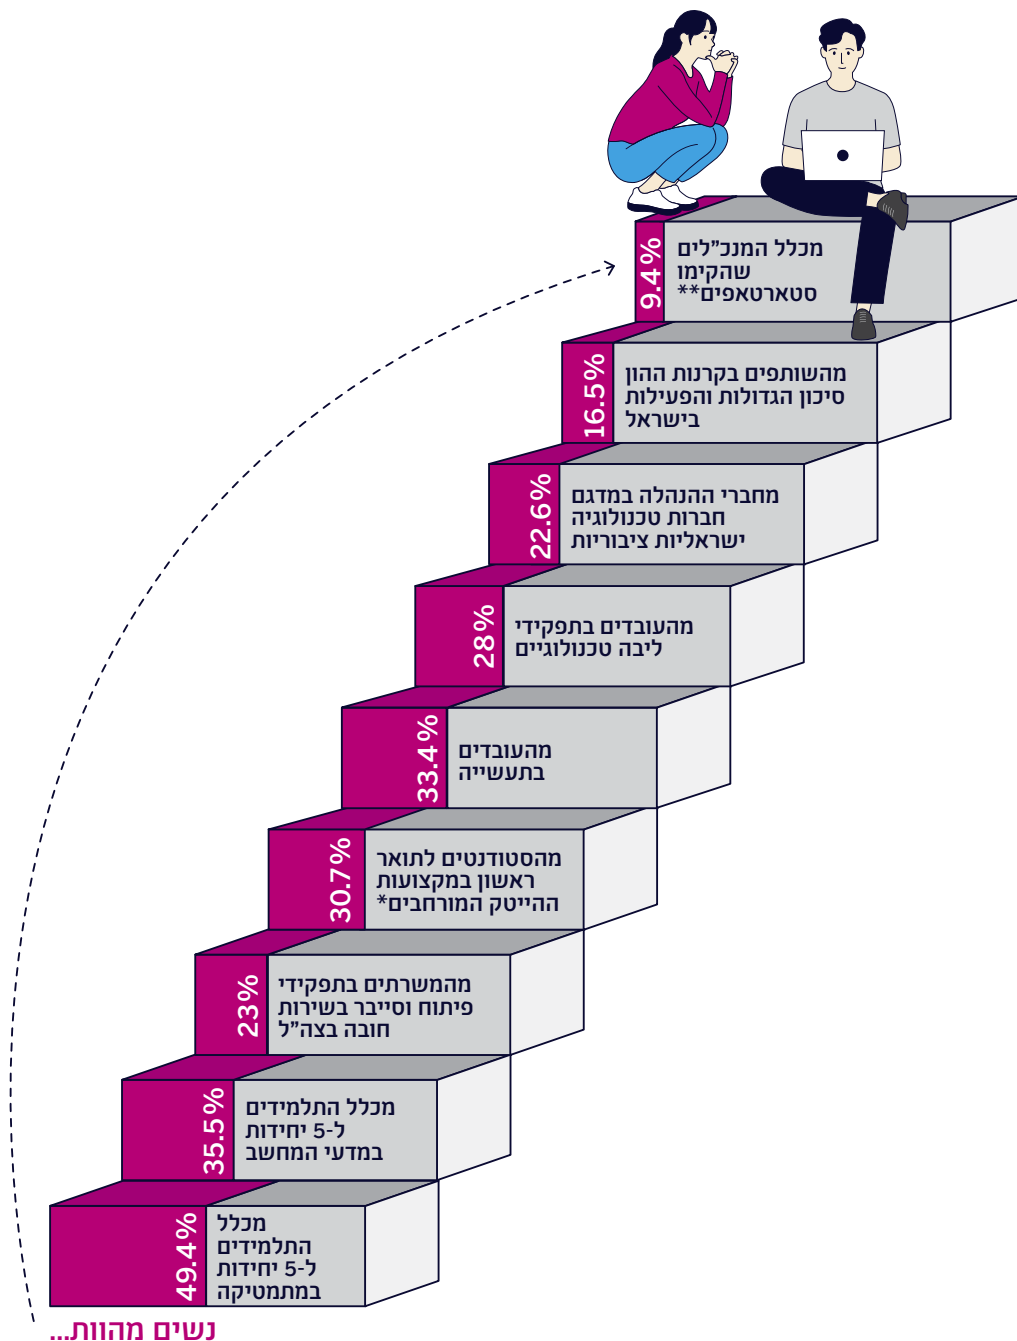 9.4%
מכלל המנכ"לים
שהקימו
סטארטאפים**
16.5%
מהשותפים בקרנות ההון
סיכון הגדולות והפעילות
בישראל
22.6%
מחברי ההנהלה במדגם
חברות טכנולוגיה
ישראליות ציבוריות
28%
מהעובדים בתפקידי
ליבה טכנולוגיים
33.4%
מהעובדים
בתעשייה
30.7%
מהסטודנטים לתואר
ראשון במקצועות
ההייטק המורחבים*
23%
מהמשרתים בתפקידי
פיתוח וסייבר בשירות
חובה בצה"ל
35.5%
מכלל התלמידים
ל-5 יחידות
במדעי המחשב
49.4%
מכלל
התלמידים
ל-5 יחידות
במתמטיקה
נשים מהוות...